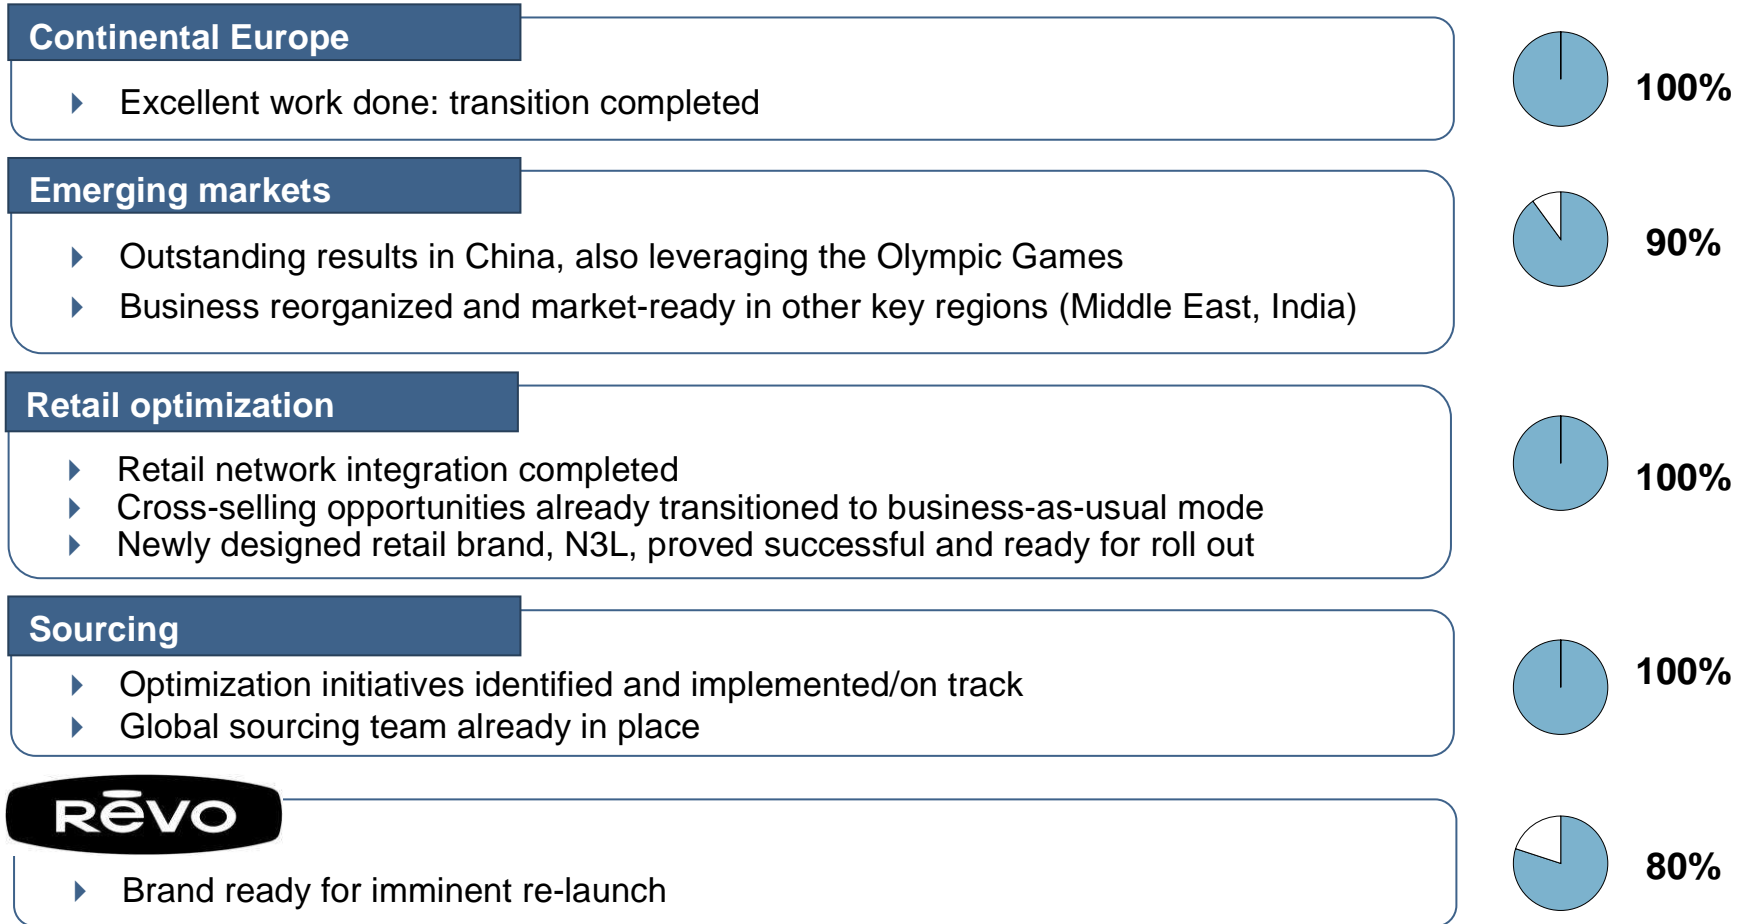 Continental Europe
Excellent work done: transition completed
100%
Emerging markets
Outstanding results in China, also leveraging the Olympic Games
Business reorganized and market-ready in other key regions (Middle East, India)
90%
Retail optimization
Retail network integration completed
Cross-selling opportunities already transitioned to business-as-usual mode
Newly designed retail brand, N3L, proved successful and ready for roll out
100%
Sourcing
Optimization initiatives identified and implemented/on track
Global sourcing team already in place
100%
Rēvo
Brand ready for imminent re-launch
80%